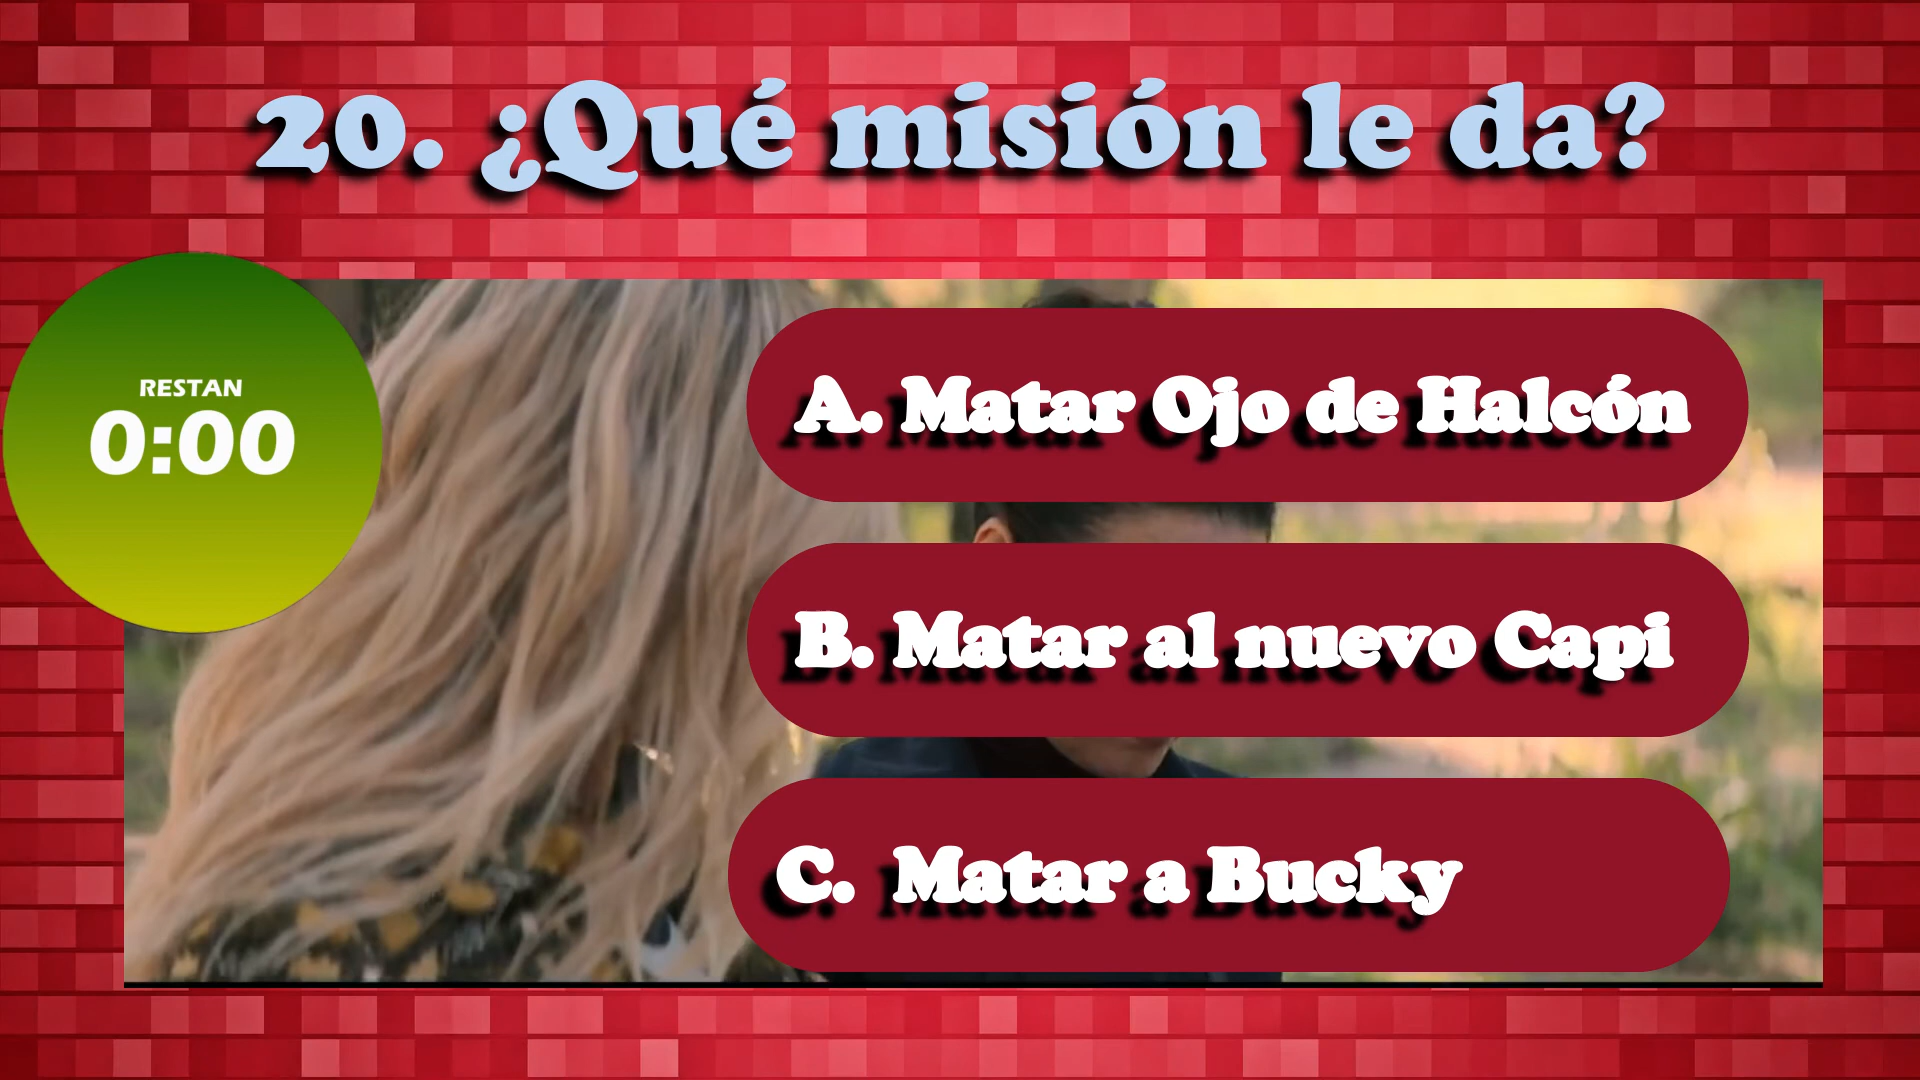 20. ¿Qué misión le da?
RESTAN
0:00
A. Matar Ojo de Halcón
B. Matar al nuevo Capi
C. Matar a Bucky